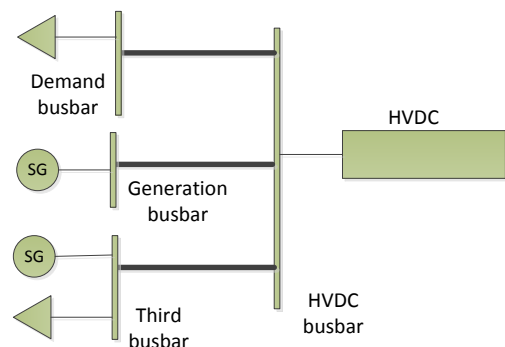 Demand
busbar
HVDC
SG
Generation
busbar
SG
Third
busbar
HVDC
busbar